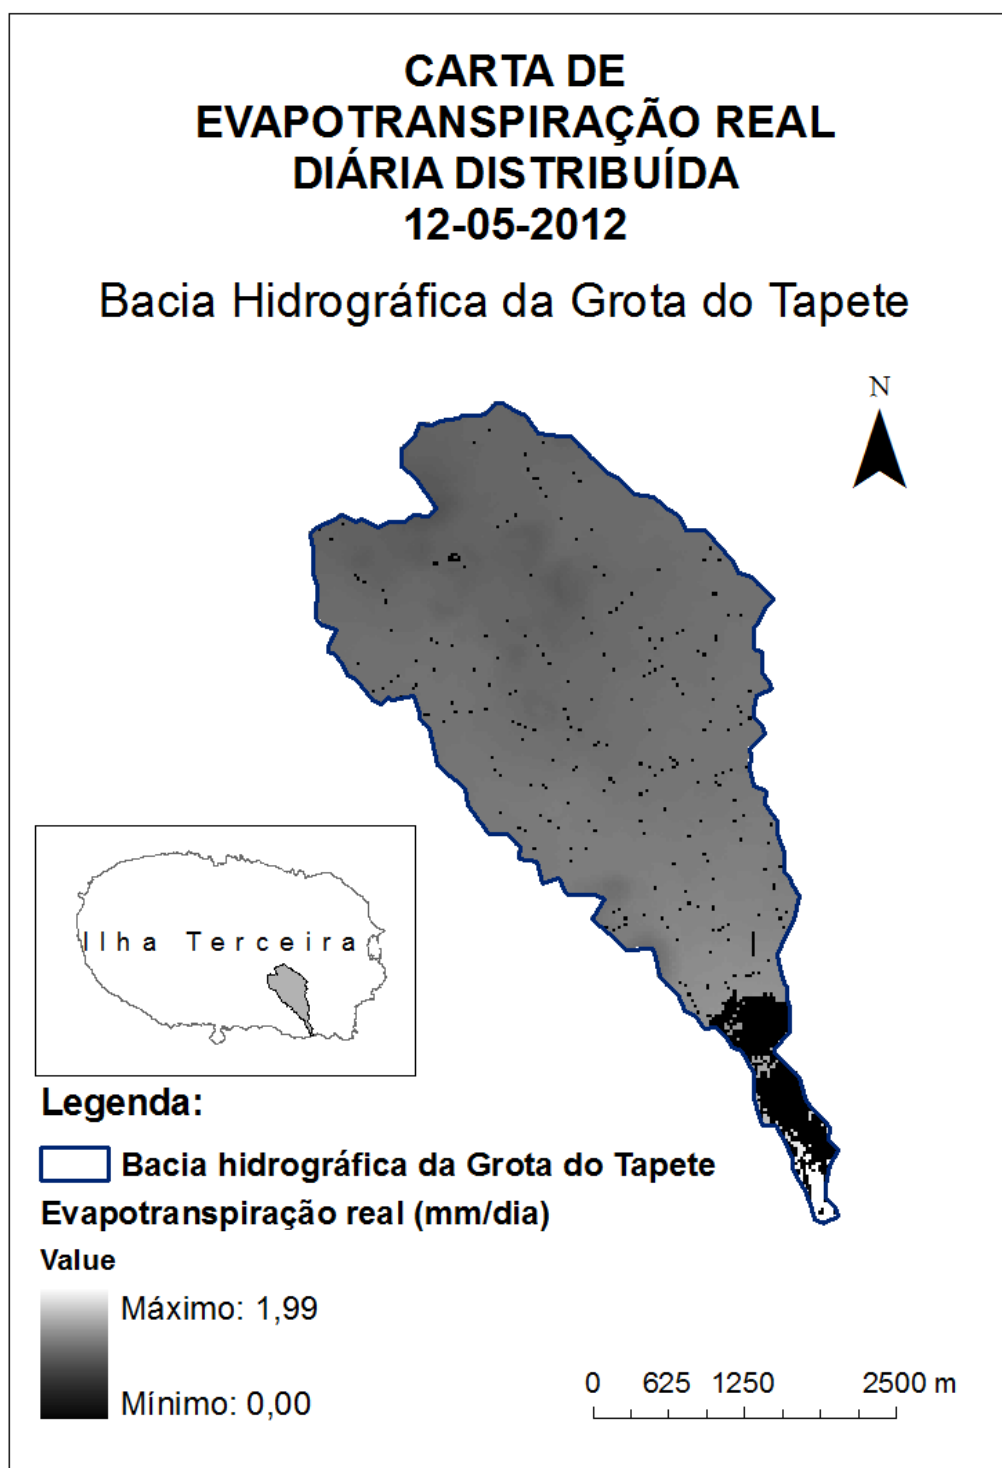 CARTA DE
EVAPOTRANSPIRAÇÃO REAL
DIÁRIA DISTRIBUÍDA
12-05-2012
Bacia Hidrográfica da Grota do Tapete
N
Ilha Terceira
Legenda:
Bacia hidrográfica da Grota do Tapete
Evapotranspiração real (mm/dia)
Value
Máximo: 1,99
Mínimo: 0,00
0 625 1250 2500 m